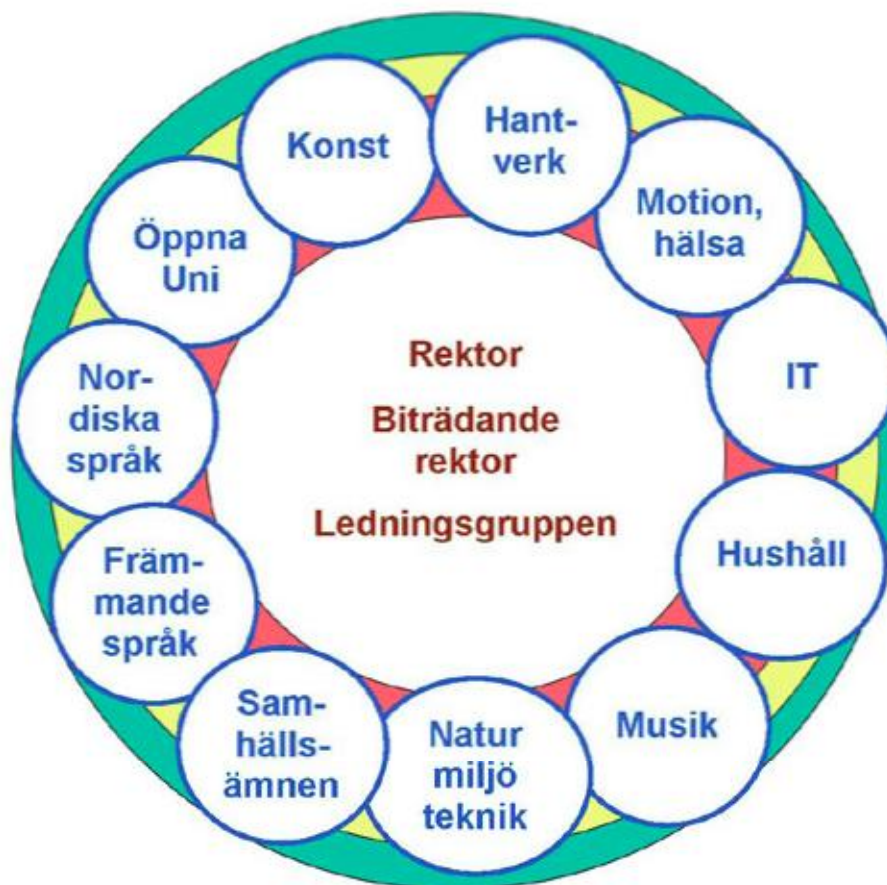 Konst
Hant-
verk
Motion,
hälsa
IT
Hushåll
Musik
Natur
miljö
teknik
Sam-
hälls-
ämnen
Främ-
mande
språk
Nor-
diska
språk
Öppna
Uni
Rektor
Biträdande
rektor
Ledningsgruppen